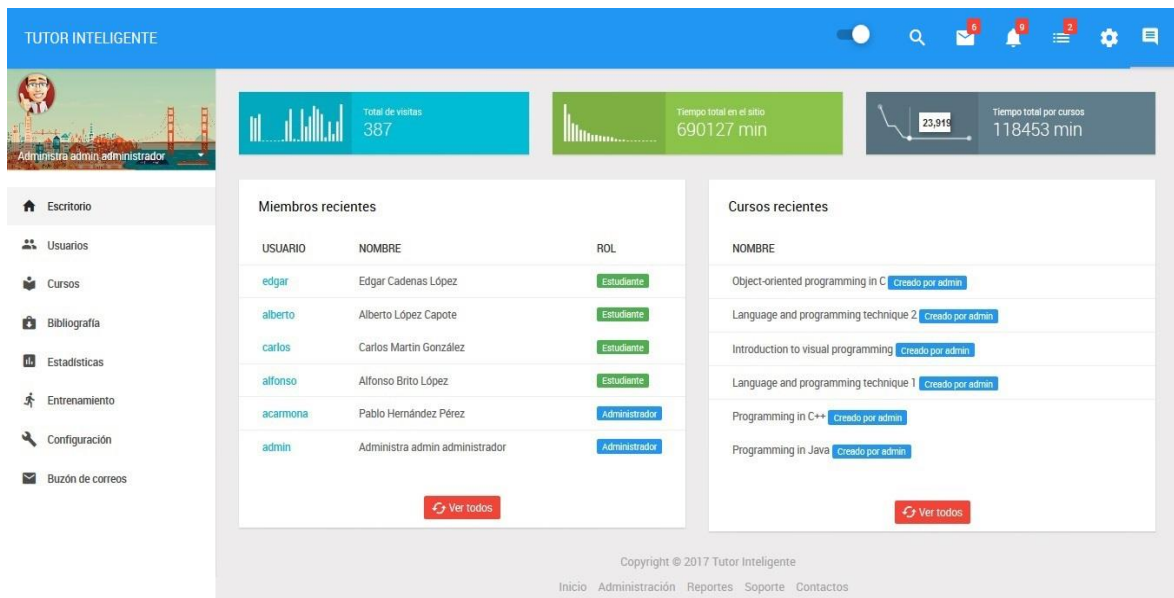 TUTOR INTELIGENTE
6
9
2
Administra admin administrador
Total de visitas
387
Tiempo total en el sitio
690127 min
23,919
Tiempo total por cursos
118453 min
Escritorio
Usuarios
Cursos
Bibliografía
Estadísticas
Entrenamiento
Configuración
Buzón de correos
Miembros recientes
USUARIO NOMBRE ROL
edgar Edgar Cadenas López Estudiante
alberto Alberto López Capote Estudiante
carlos Carlos Martin González Estudiante
alfonso Alfonso Brito López Estudiante
acarmona Pablo Hernández Pérez Administrador
admin Administra admin administrador Administrador
Ver todos
Cursos recientes
NOMBRE
Object-oriented programming in C Creado por admin
Language and programming technique 2 Creado por admin
Introduction to visual programming Creado por admin
Language and programming technique 1 Creado por admin
Programming in C++ Creado por admin
Programming in Java Creado por admin
Ver todos
Copyright © 2017 Tutor Inteligente
Inicio Administración Reportes Soporte Contactos